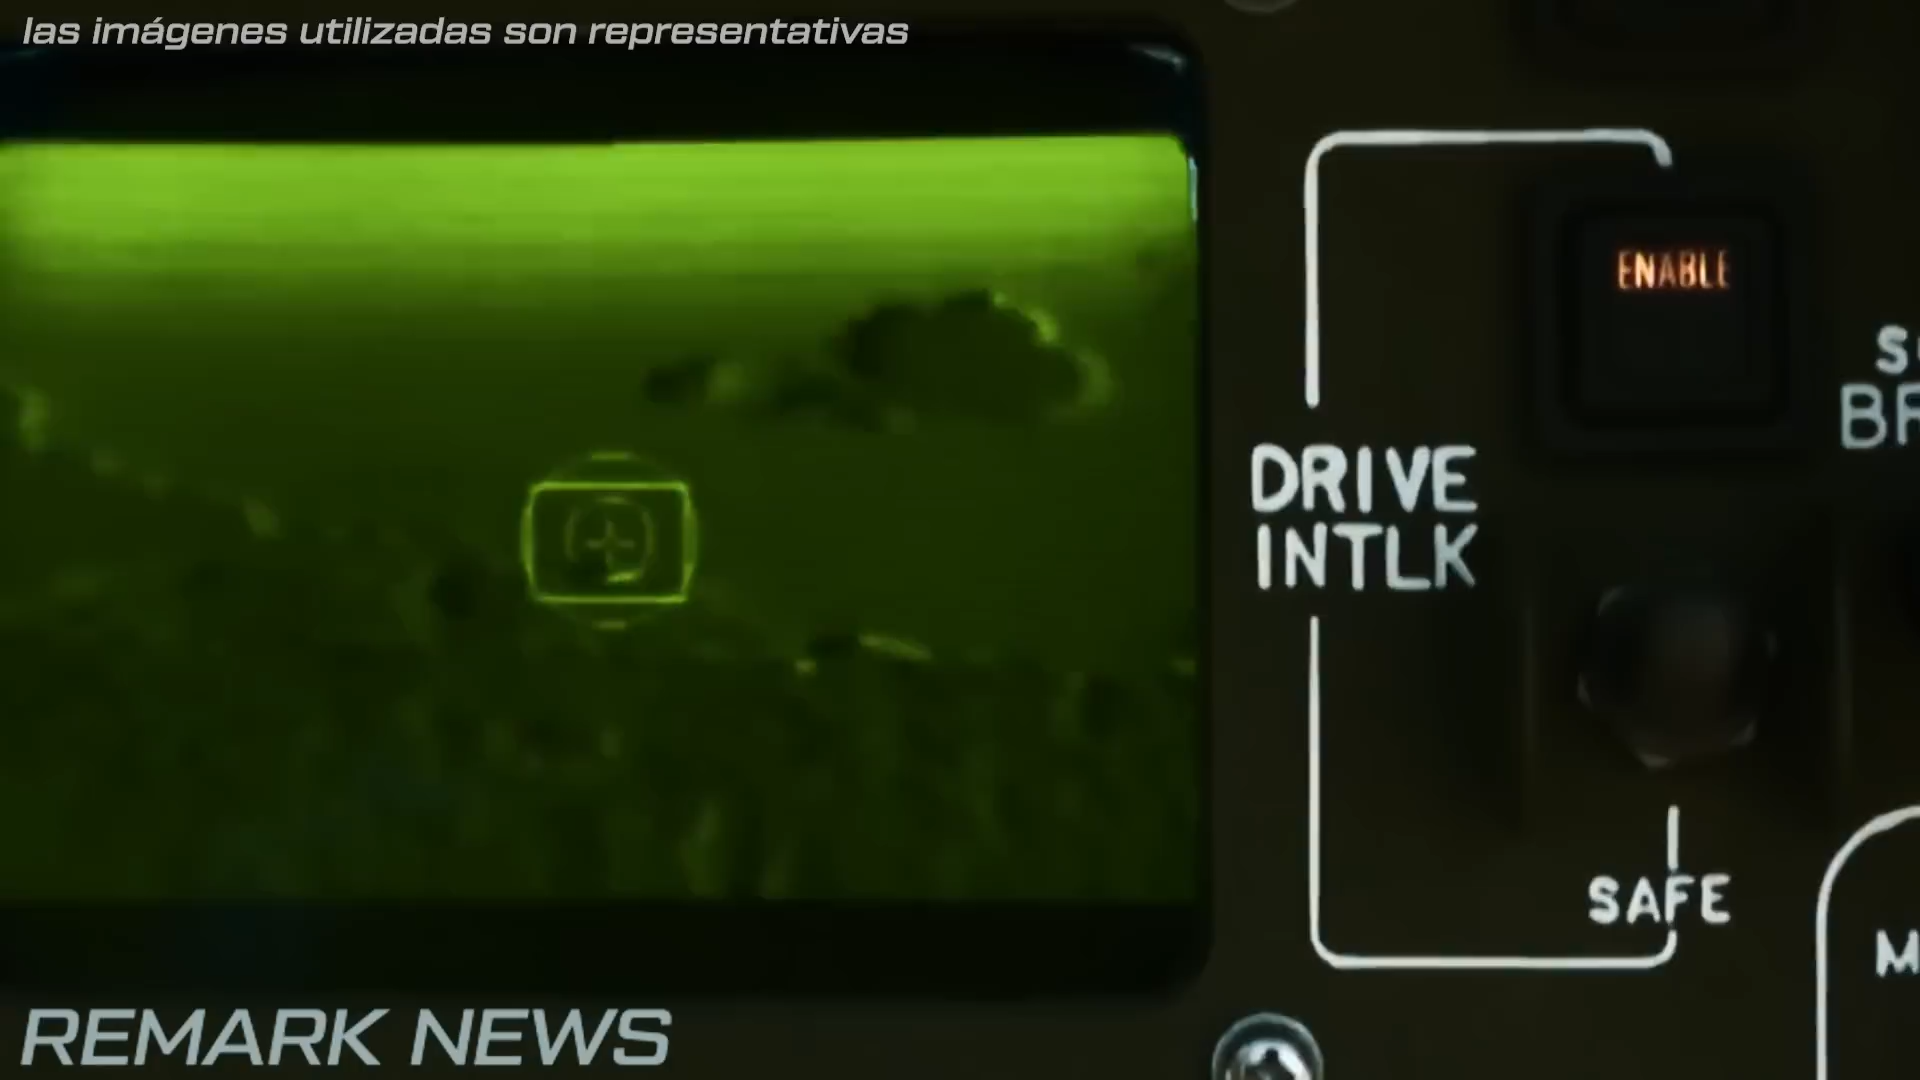 las imágenes utilizadas son representativas
ENABLE
DRIVE
INTLK
SAFE
REMARK NEWS